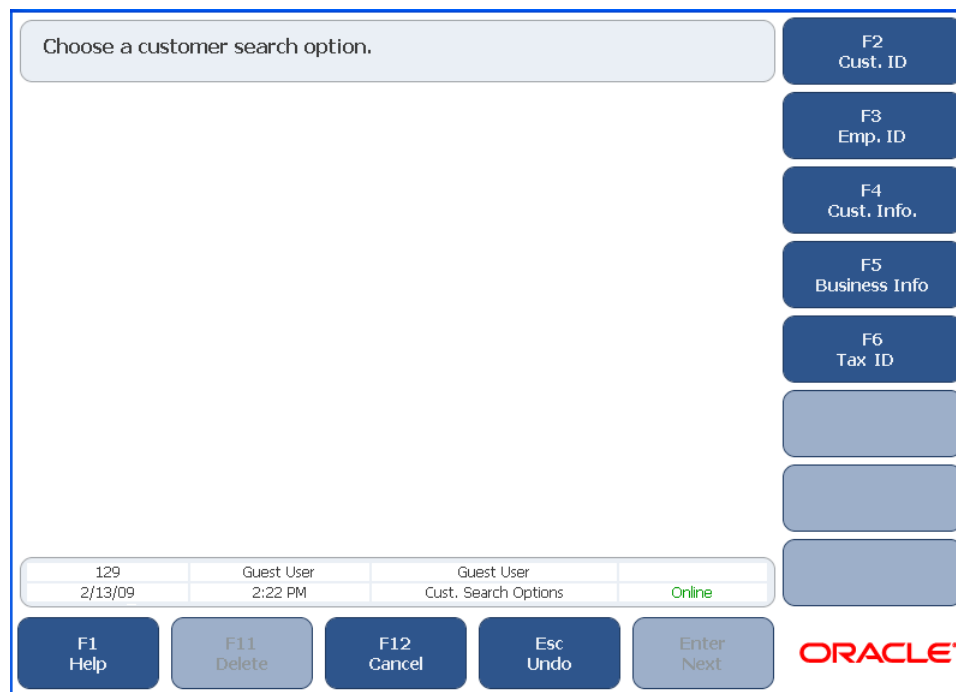 Choose a customer search option.
F2
Cust. ID
F3
Emp. ID
F4
Cust. Info.
F5
Business Info
F6
Tax ID
129 Guest User Guest User
2/13/09 2:22 PM Cust. Search Options Online
F1
Help
F11
Delete
F12
Cancel
Esc
Undo
Enter
Next
ORACLE